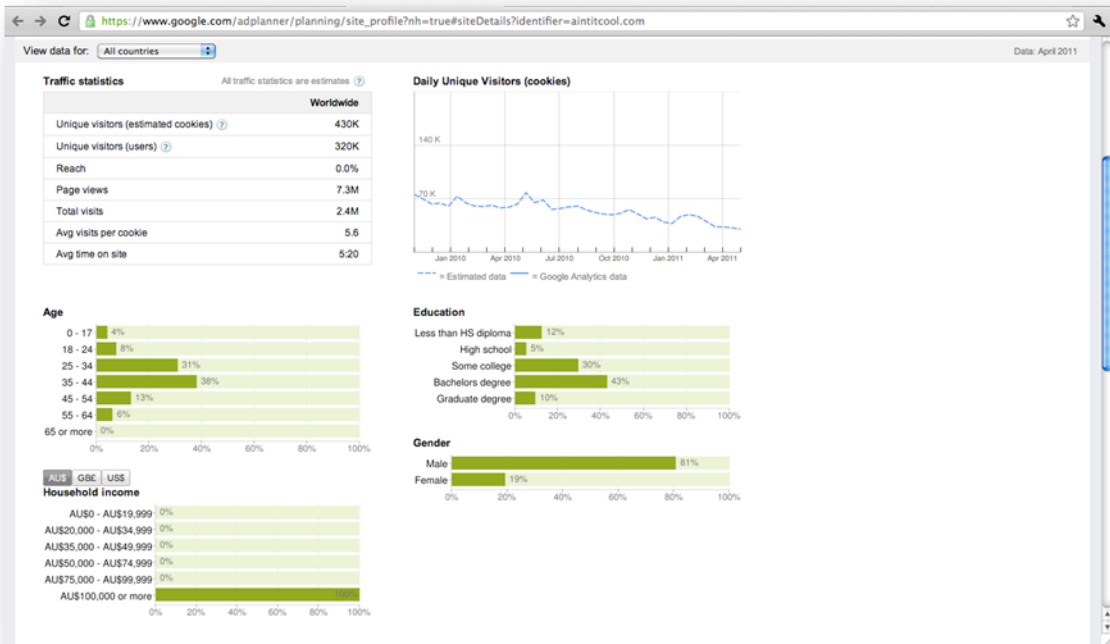 https://www.google.com/adplanner/planning/site_profile?nh=true#siteDetails?identifier=aintitcool.com
View data for: All countries
Data: April 2011
Traffic statistics
All traffic statistics are estimates ?
Worldwide
Unique visitors (estimated cookies) ? 430K
Unique visitors (users) ? 320K
Reach 0.0%
Page views 7.3M
Total visits 2.4M
Avg visits per cookie 5.6
Avg time on site 5:20
Daily Unique Visitors (cookies)
140 K
70 K
Jan 2010 Apr 2010 Jul 2010 Oct 2010 Jan 2011 Apr 2011
= Estimated data = Google Analytics data
Age
0 - 17 4%
18 - 24 8%
25 - 34 31%
35 - 44 38%
45 - 54 13%
55 - 64 6%
65 or more 0%
0% 20% 40% 60% 80% 100%
Education
Less than HS diploma 12%
High school 5%
Some college 30%
Bachelors degree 43%
Graduate degree 10%
0% 20% 40% 60% 80% 100%
Gender
Male 81%
Female 19%
0% 20% 40% 60% 80% 100%
AU$ GB£ US$
Household income
AU$0 - AU$19,999 0%
AU$20,000 - AU$34,999 0%
AU$35,000 - AU$49,999 0%
AU$50,000 - AU$74,999 0%
AU$75,000 - AU$99,999 0%
AU$100,000 or more 100%
0% 20% 40% 60% 80% 100%